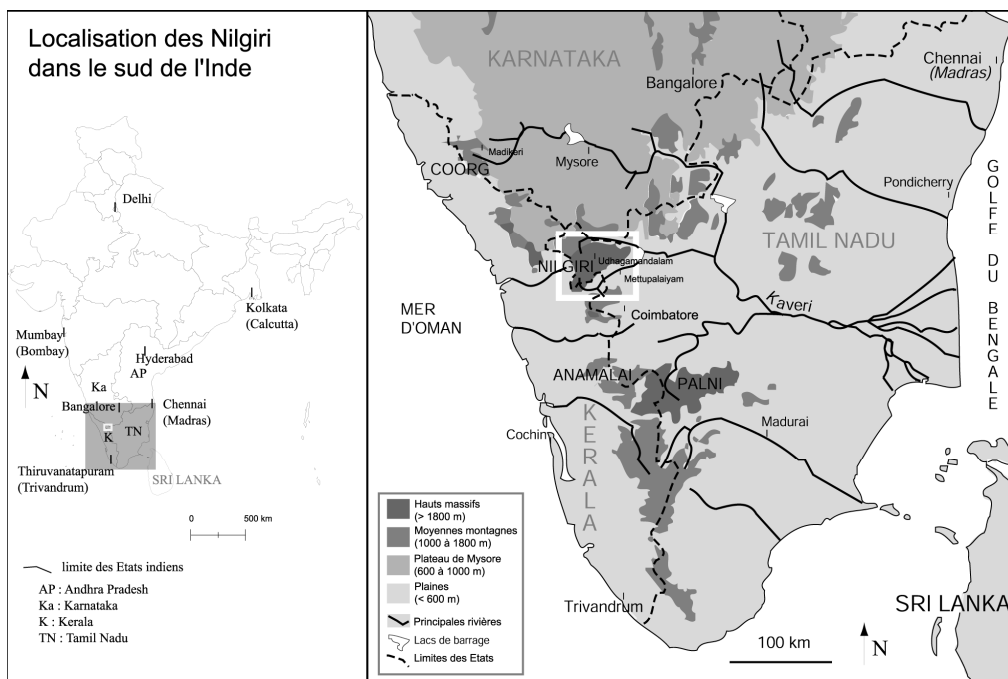 Localisation des Nilgiri
dans le sud de l'Inde
Delhi
Kolkata
(Calcutta)
Mumbay
(Bombay)
Hyderabad
AP
N
Ka
Bangalore
Chennai
(Madras)
TN
K
Thiruvanatapuram
(Trivandrum)
SRI LANKA
0 500 km
limite des Etats indiens
AP : Andhra Pradesh
Ka : Karnataka
K : Kerala
TN : Tamil Nadu
KARNATAKA
Chennai
(Madras)
Bangalore
Madikeri
Mysore
COORG
Pondicherry
GOLFE DU BENGALE
TAMIL NADU
NILGIRI
Udhagamandalam
Mettupalaiyam
MER
D'OMAN
Kaveri
Coimbatore
ANAMALAI
PALNI
KERALA
Cochin
Madurai
Trivandrum
SRI LANKA
Hauts massifs
(> 1800 m)
Moyennes montagnes
(1000 à 1800 m)
Plateau de Mysore
(600 à 1000 m)
Plaines
(< 600 m)
Principales rivières
Lacs de barrage
Limites des Etats
100 km
N